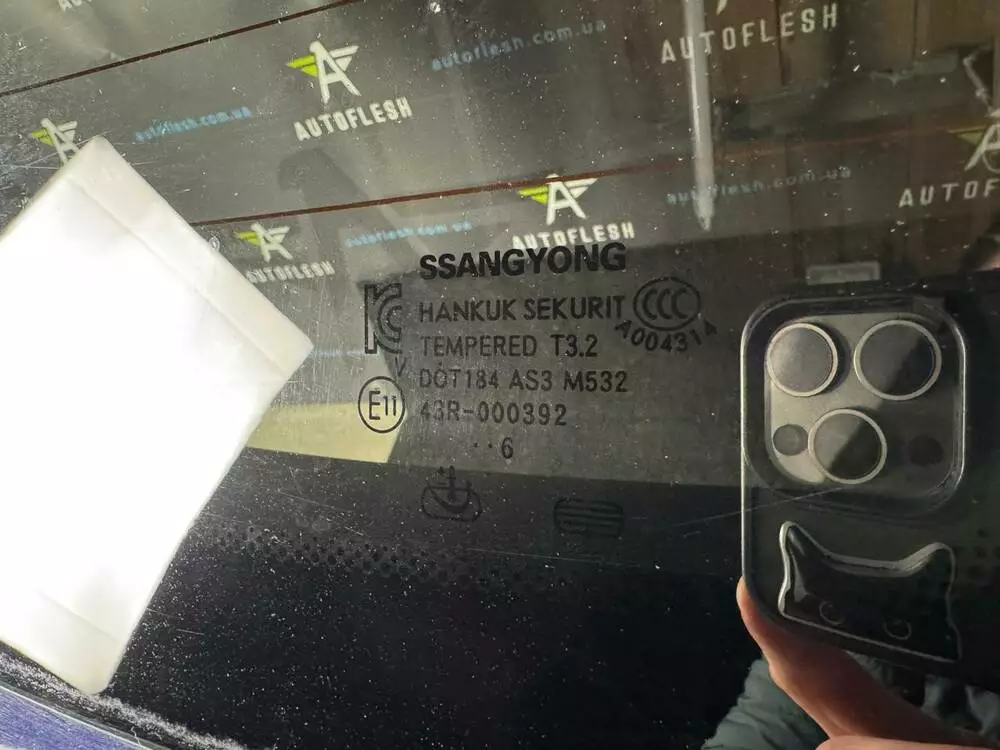 AUTOFLESH
autoflesh.com.ua
AUTOFLESH
autoflesh.com.ua
AUTOFLESH
autoflesh.com.ua
AUTOF
AUTOFLESH
autoflesh.com.ua
AUTOFLESH
SSANGYONG
HANKUK SEKURIT CCC
A004314
TEMPERED T3.2
V
DOT184 AS3 M532
E11 43R-000392
··6